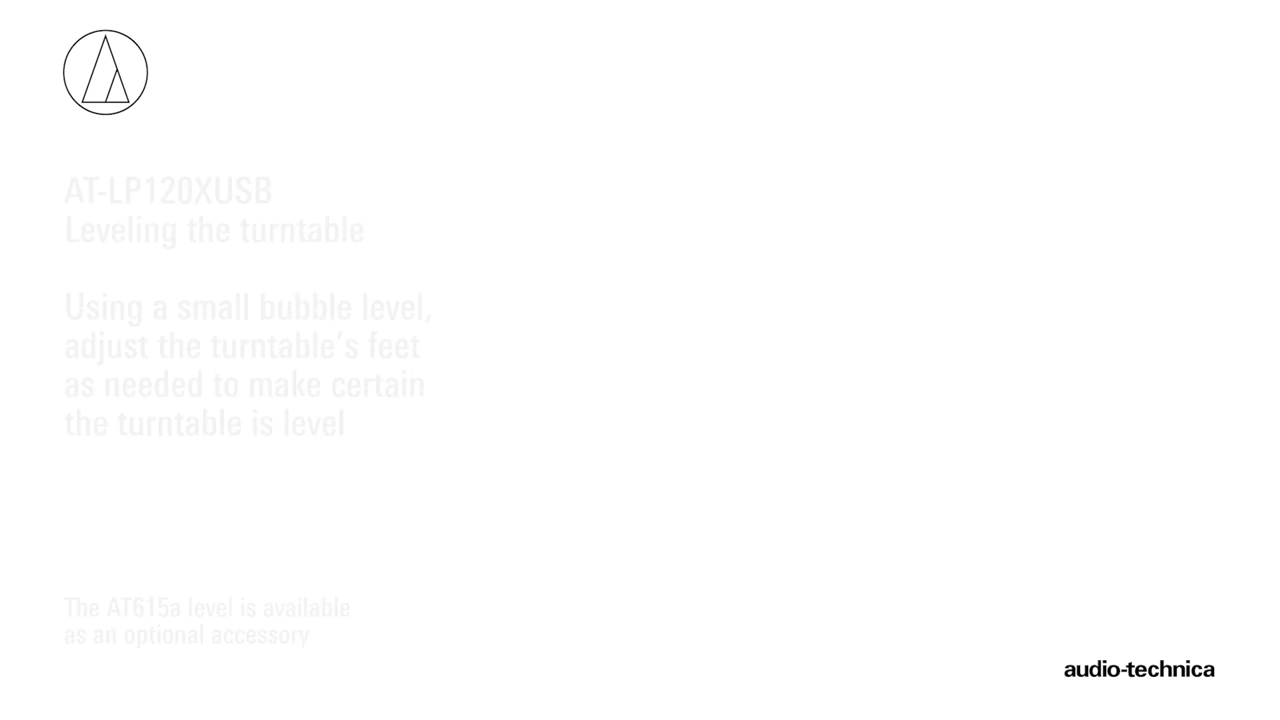 AT-LP120XUSB
Leveling the turntable
Using a small bubble level,
adjust the turntable's feet
as needed to make certain
the turntable is level
The AT615a level is available
as an optional accessory
audio-technica